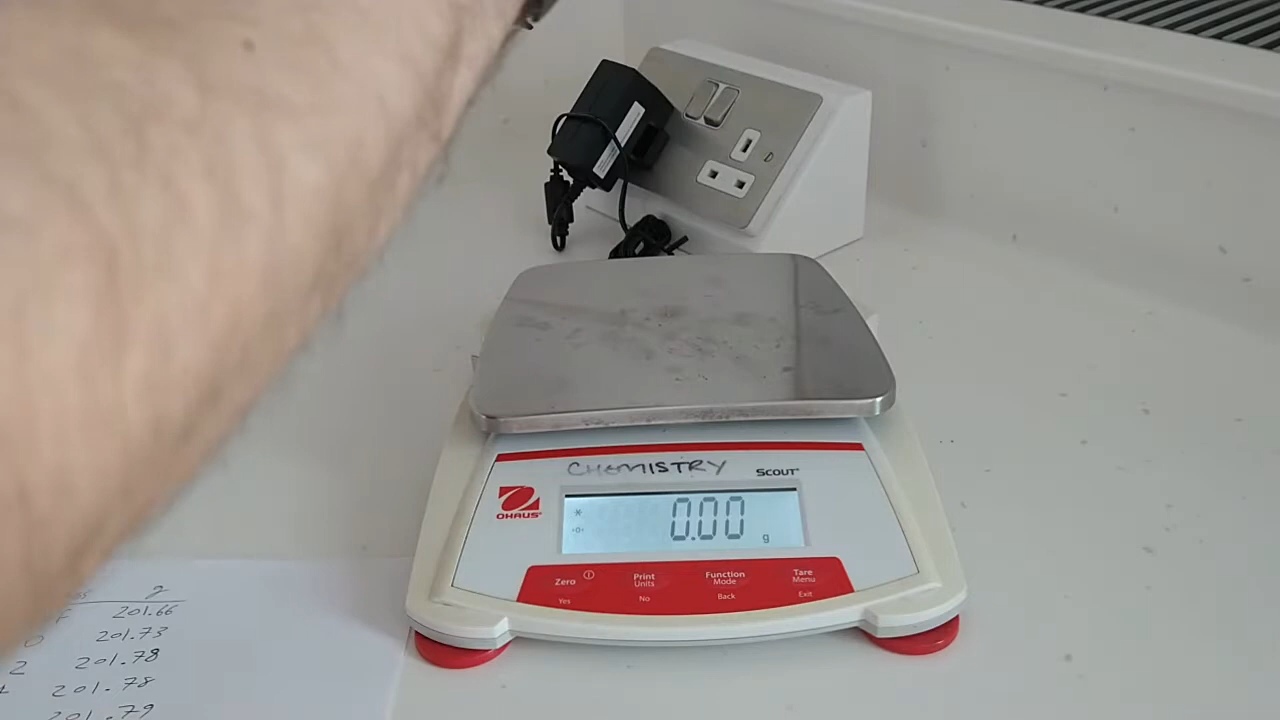 CHEMISTRY
SCOUT
OHAUS
* 0.00 g
Zero Print Units Function Mode Tare Menu
Yes No Back Exit
g
201.66
201.73
2 201.78
201.78
201.79